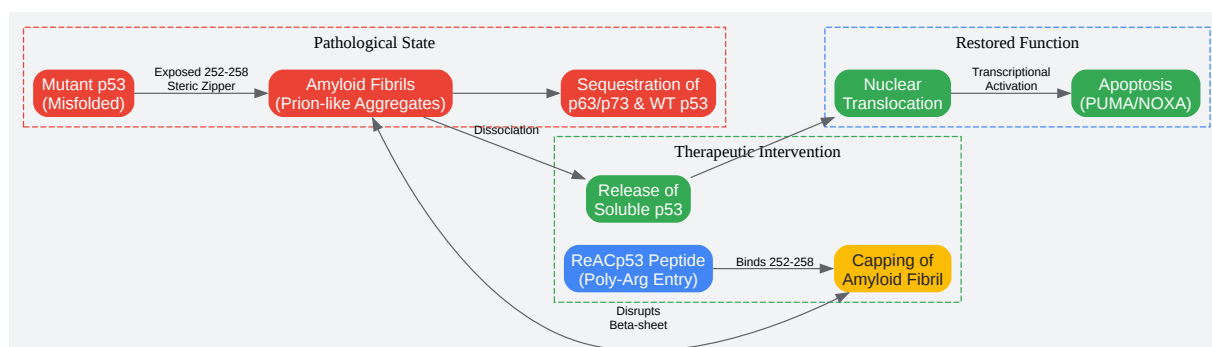 Pathological State
Mutant p53
(Misfolded)
Exposed 252-258
Steric Zipper
Amyloid Fibrils
(Prion-like Aggregates)
Sequestration of
p63/p73 & WT p53
Restored Function
Nuclear
Translocation
Transcriptional
Activation
Apoptosis
(PUMA/NOXA)
Dissociation
Therapeutic Intervention
Release of
Soluble p53
ReACp53 Peptide
(Poly-Arg Entry)
Binds 252-258
Capping of
Amyloid Fibril
Disrupts
Beta-sheet